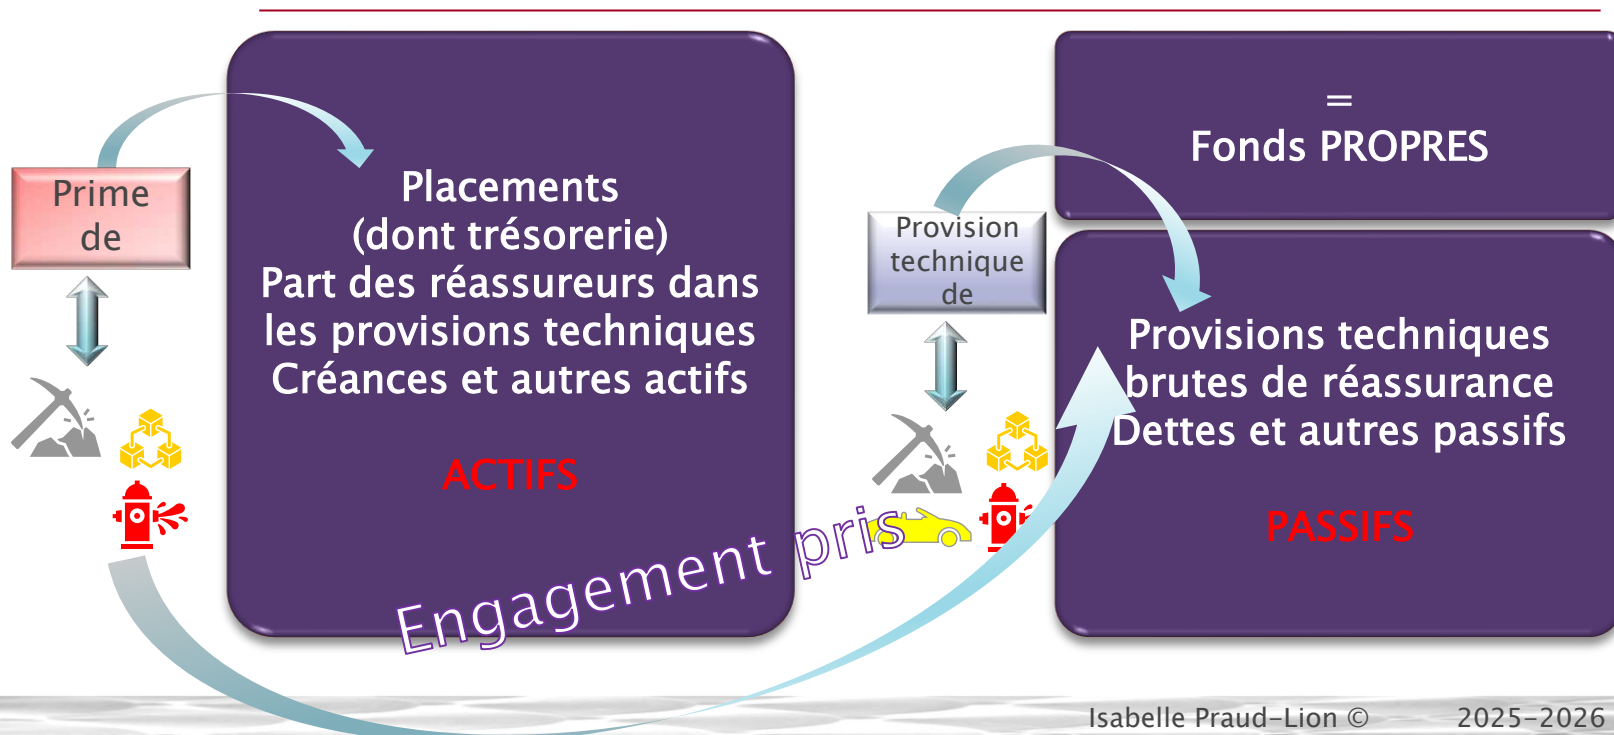 Prime
de
Placements
(dont trésorerie)
Part des réassureurs dans
les provisions techniques
Créances et autres actifs
ACTIFS
Engagement pris
Provision
technique
de
=
Fonds PROPRES
Provisions techniques
brutes de réassurance
Dettes et autres passifs
PASSIFS
Isabelle Praud-Lion © 2025-2026